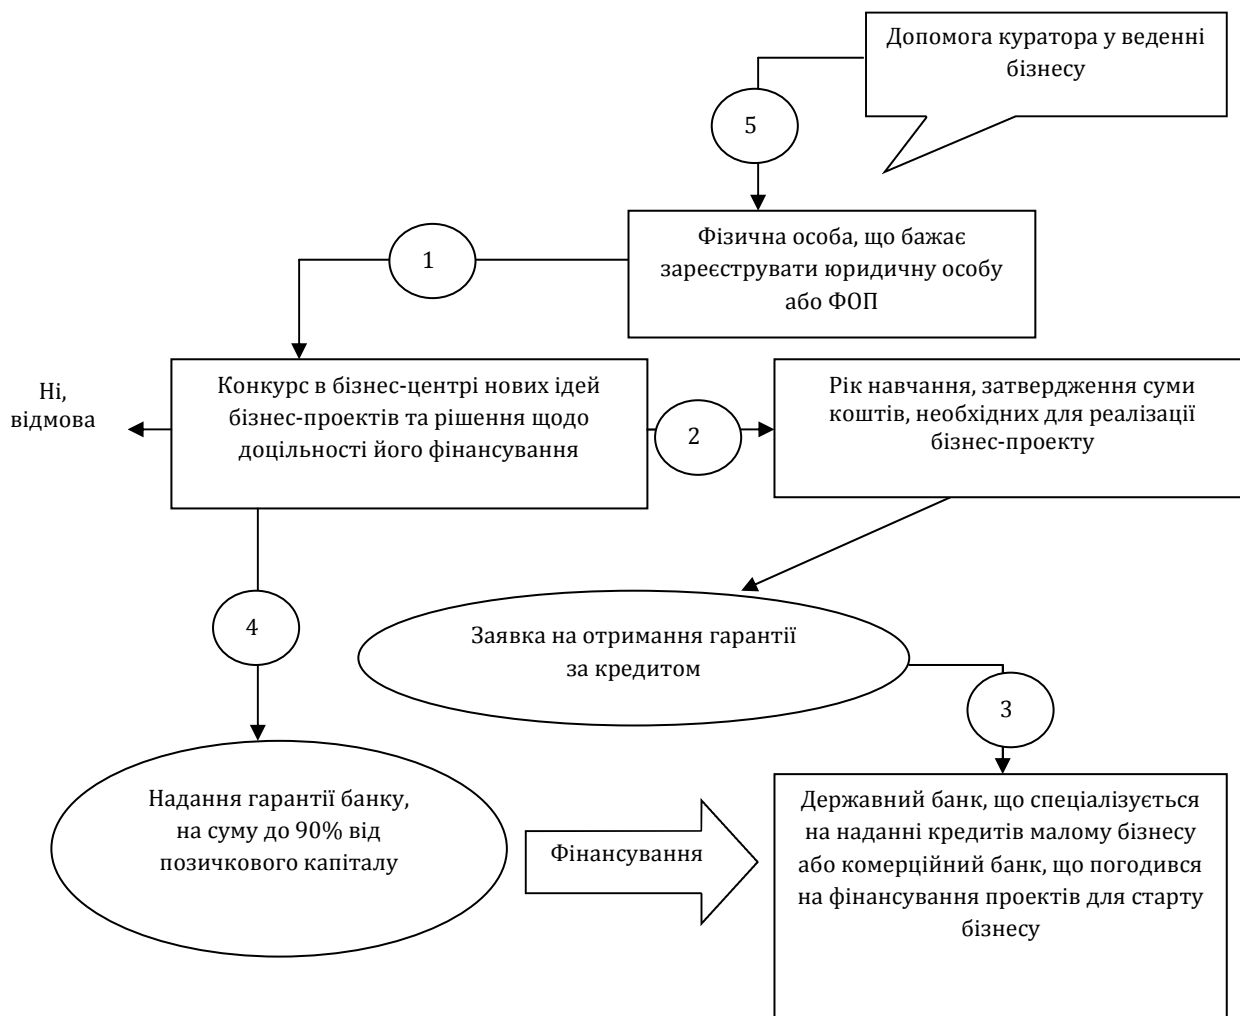 Допомога куратора у веденні
бізнесу
5
Фізична особа, що бажає
зареєструвати юридичну особу
або ФОП
1
Ні,
відмова
Конкурс в бізнес-центрі нових ідей
бізнес-проектів та рішення щодо
доцільності його фінансування
2
Рік навчання, затвердження суми
коштів, необхідних для реалізації
бізнес-проекту
4
Заявка на отримання гарантії
за кредитом
3
Надання гарантії банку,
на суму до 90% від
позичкового капіталу
Фінансування
Державний банк, що спеціалізується
на наданні кредитів малому бізнесу
або комерційний банк, що погодився
на фінансування проектів для старту
бізнесу